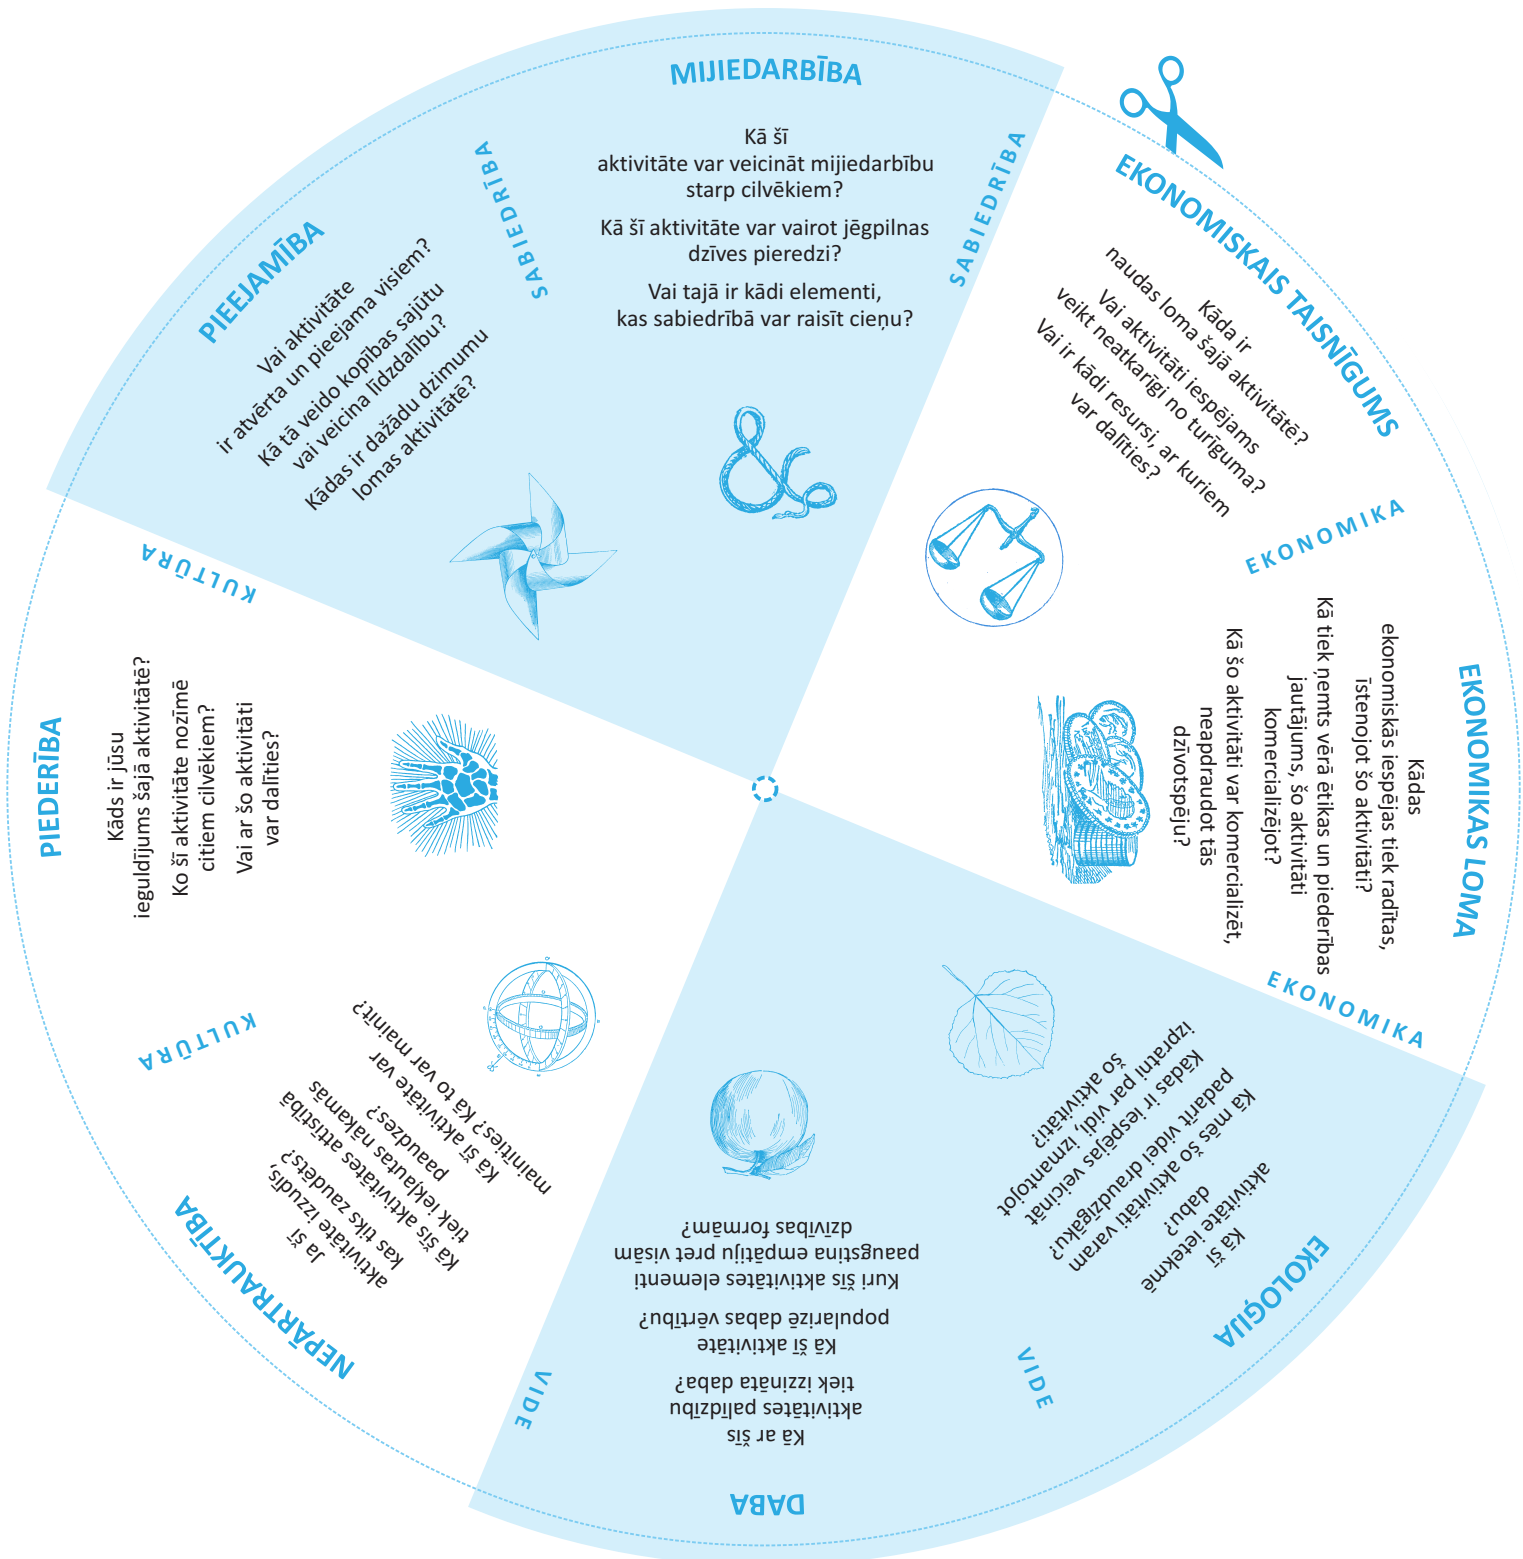 MIJIEDARBĪBA
Kā šī
aktivitāte var veicināt mijiedarbību
starp cilvēkiem?
Kā šī aktivitāte var vairot jēgpilnas
dzīves pieredzi?
Vai tajā ir kādi elementi,
kas sabiedrībā var raisīt cieņu?
SABIEDRĪBA
EKONOMISKAIS TAISNĪGUMS
Kāda ir
naudas loma šajā aktivitātē?
Vai aktivitāti iespējams
veikt neatkarīgi no turīguma?
Vai ir kādi resursi, ar kuriem
var dalīties?
EKONOMIKA
EKONOMIKAS LOMA
Kādas
ekonomiskās iespējas tiek radītas,
īstenojot šo aktivitāti?
Kā tiek ņemts vērā ētikas un piederības
jautājums, šo aktivitāti
komercializējot?
Kā šo aktivitāti var komercializēt,
neapdraudot tās
dzīvotspēju?
EKONOMIKA
EKOLOĢIJA
Kā šī
aktivitāte ietekmē
dabu?
Kā mēs šo aktivitāti varam
padarīt videi draudzīgāku?
Kādas ir iespējas veicināt
izpratni par vidi, izmantojot
šo aktivitāti?
VIDE
DABA
Kā ar šīs
aktivitātes palīdzību
tiek izzināta daba?
Kā šī aktivitāte
popularizē dabas vērtību?
Kuri šīs aktivitātes elementi
paaugstina empātiju pret visām
dzīvības formām?
VIDE
NEPĀRTRAUKTĪBA
Ja šī
aktivitāte izzudīs,
kas tiks zaudēts?
Kā šīs aktivitātes attīstībā
tiek iekļautas nākamās
paaudzes?
Kā šī aktivitāte var
mainīties? Kā to var mainīt?
KULTŪRA
PIEDERĪBA
Kāds ir jūsu
ieguldījums šajā aktivitātē?
Ko šī aktivitāte nozīmē
citiem cilvēkiem?
Vai ar šo aktivitāti
var dalīties?
KULTŪRA
PIEEJAMĪBA
Vai aktivitāte
ir atvērta un pieejama visiem?
Kā tā veido kopības sajūtu
vai veicina līdzdalību?
Kādas ir dažādu dzimumu
lomas aktivitātē?
SABIEDRĪBA